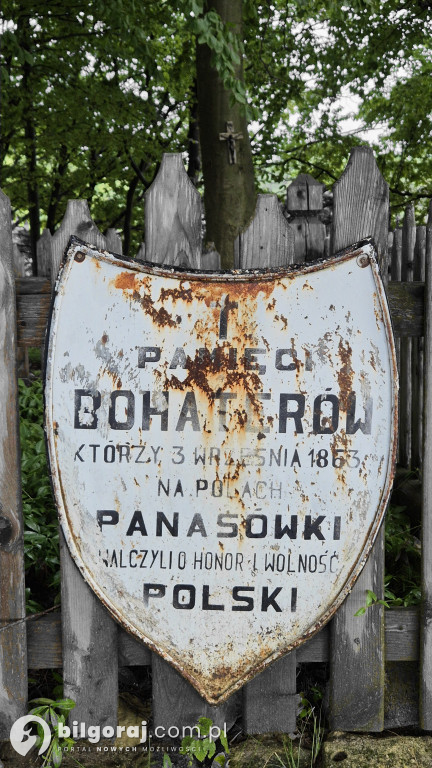 PAMIĘCI
BOHATERÓW
KTÓRZY 3 WRZEŚNIA 1863
NA POLACH
PANASÓWKI
WALCZYLI O HONOR I WOLNOŚĆ
POLSKI
bilgoraj.com.pl
PORTAL NOWYCH MOŻLIWOŚCI